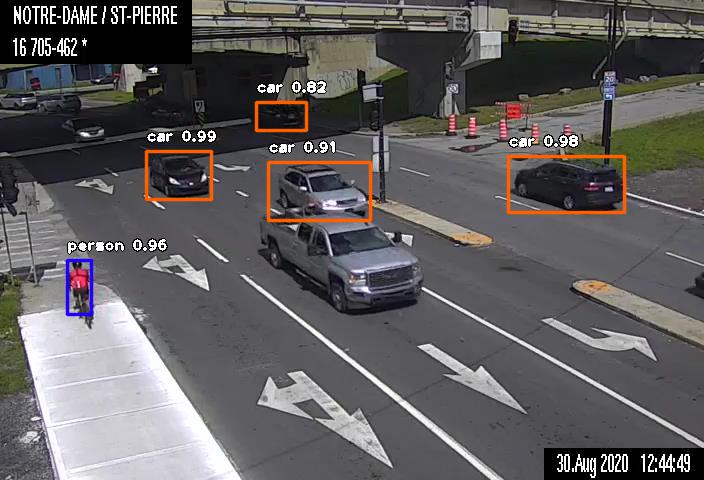 NOTRE-DAME / ST-PIERRE
16 705-462 *
car 0.82
car 0.99
car 0.91
car 0.98
person 0.96
30.Aug 2020 12:44:49